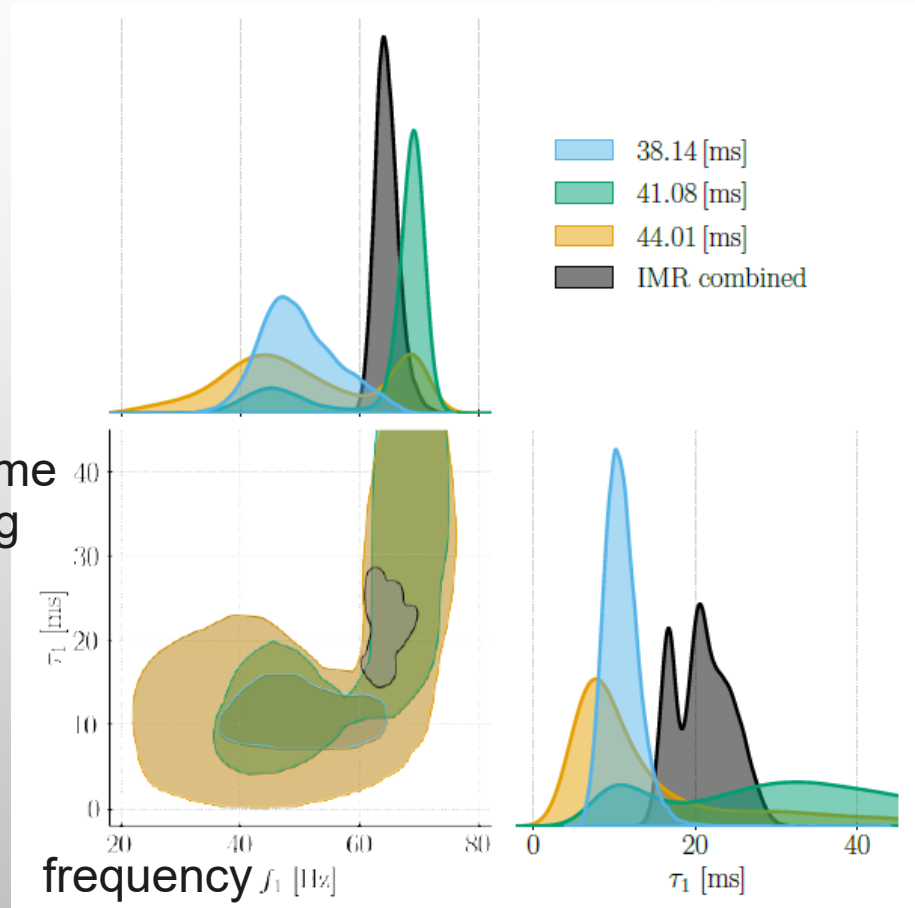 38.14 [ms]
41.08 [ms]
44.01 [ms]
IMR combined
40
30
20
10
0
τ₁ [ms]
20 40 60 80
frequency f₁ [Hz]
0 20 40
τ₁ [ms]